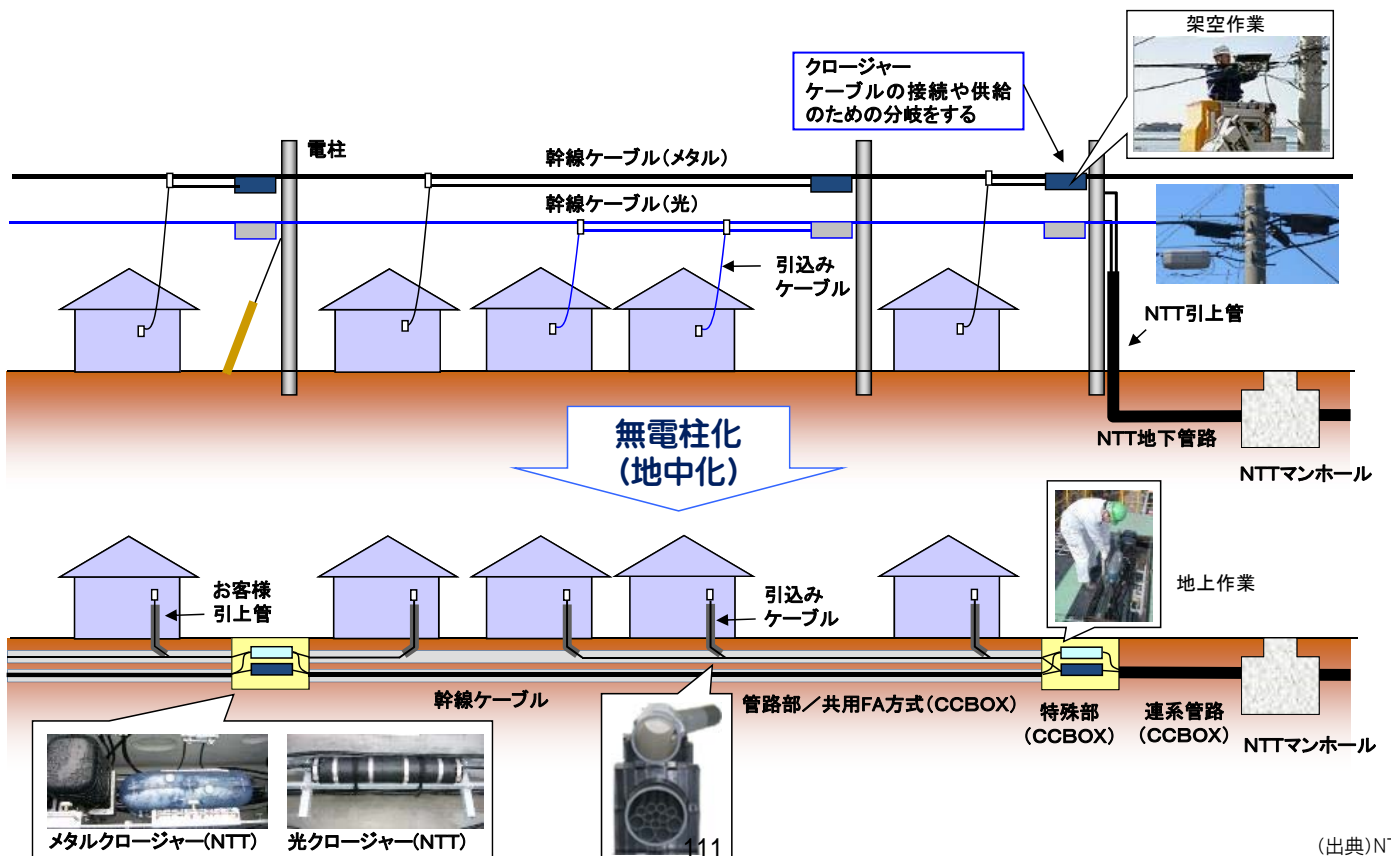 架空作業
クロージャー
ケーブルの接続や供給
のための分岐をする
電柱
幹線ケーブル(メタル)
幹線ケーブル(光)
引込み
ケーブル
NTT引上管
NTT地下管路
NTTマンホール
無電柱化
(地中化)
地上作業
お客様
引上管
引込み
ケーブル
幹線ケーブル
管路部/共用FA方式(CCBOX)
特殊部
(CCBOX)
連系管路
(CCBOX)
NTTマンホール
メタルクロージャー(NTT)
光クロージャー(NTT)
111
(出典)NT